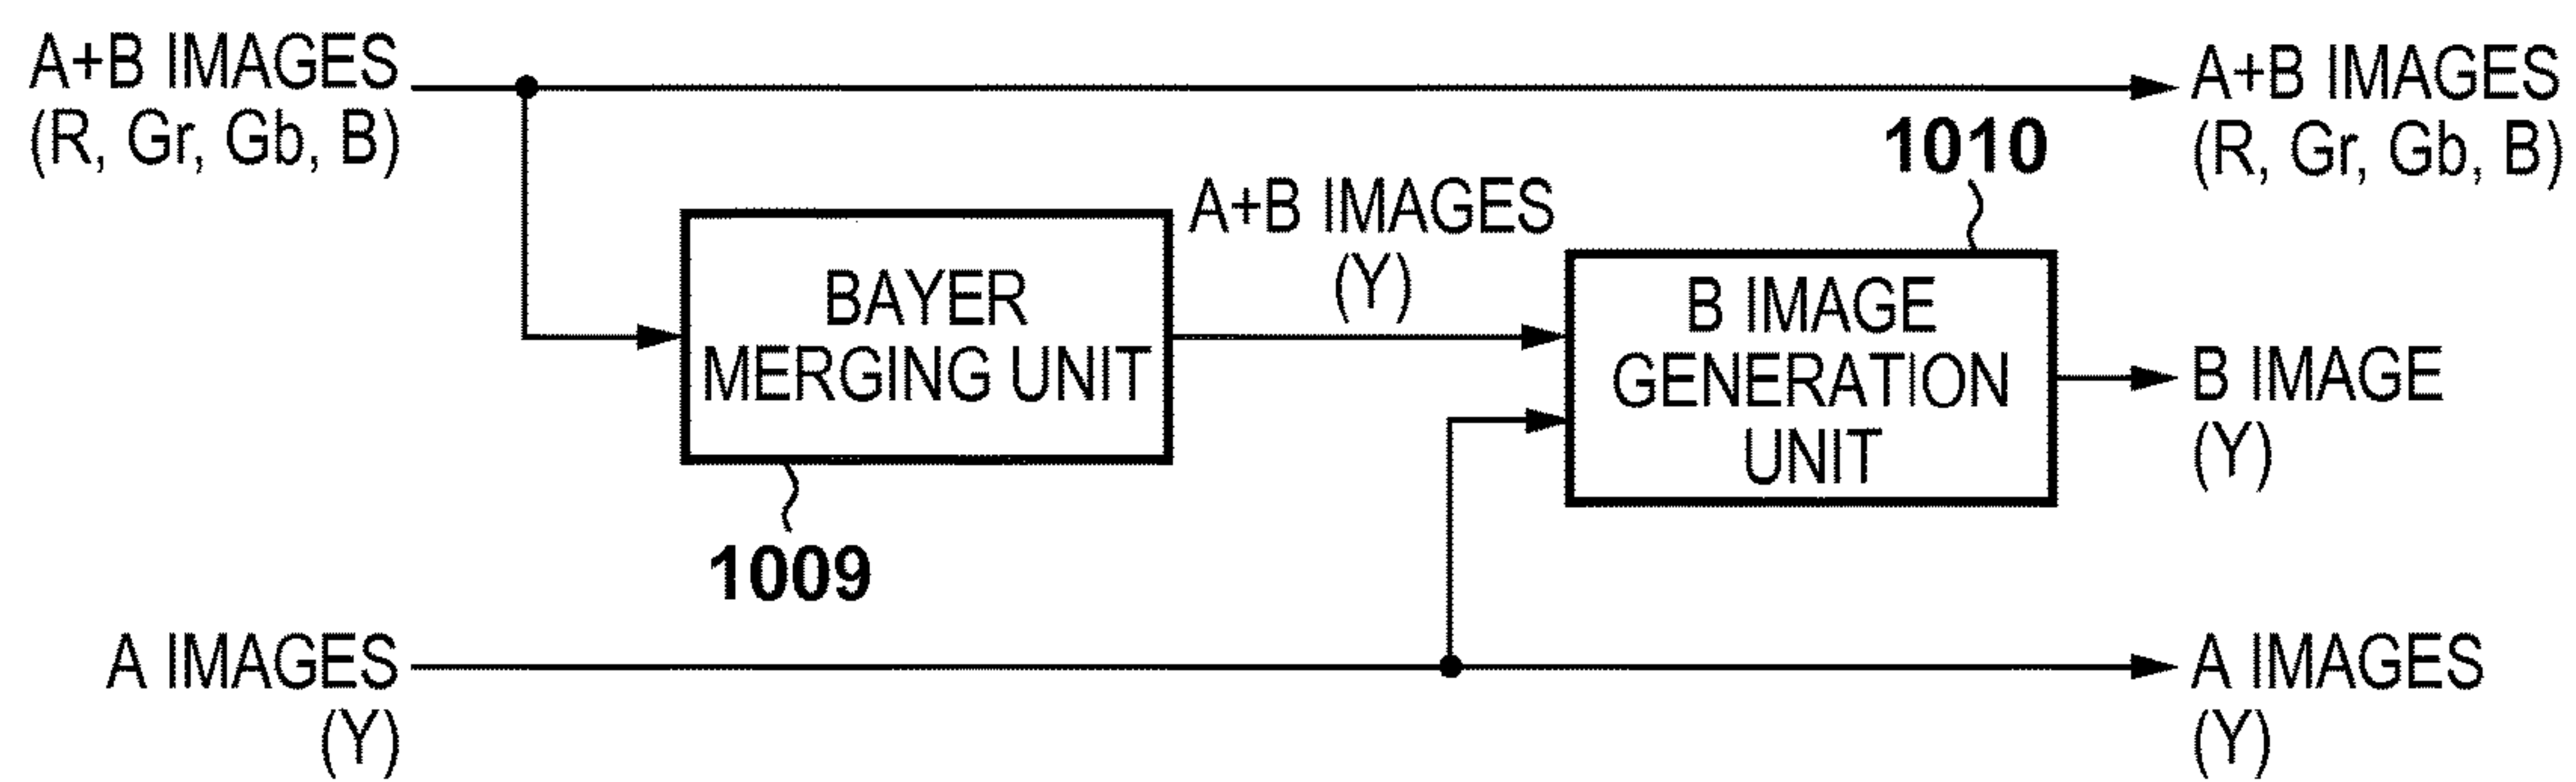 A+B IMAGES
(R, Gr, Gb, B)
A+B IMAGES
(R, Gr, Gb, B)
1010
A+B IMAGES
(Y)
BAYER
MERGING UNIT
1009
B IMAGE
GENERATION
UNIT
B IMAGE
(Y)
A IMAGES
(Y)
A IMAGES
(Y)